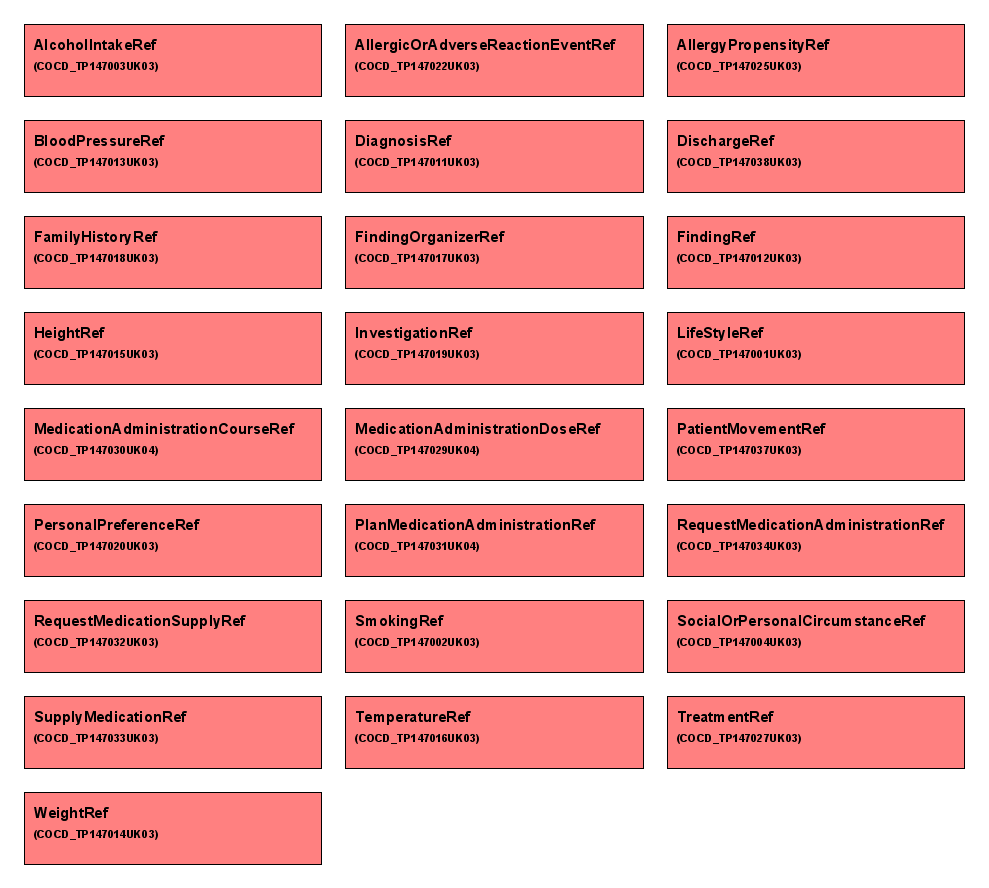 AlcoholIntakeRef
(COCD_TP147003UK03)
AllergicOrAdverseReactionEventRef
(COCD_TP147022UK03)
AllergyPropensityRef
(COCD_TP147025UK03)
BloodPressureRef
(COCD_TP147013UK03)
DiagnosisRef
(COCD_TP147011UK03)
DischargeRef
(COCD_TP147038UK03)
FamilyHistoryRef
(COCD_TP147018UK03)
FindingOrganizerRef
(COCD_TP147017UK03)
FindingRef
(COCD_TP147012UK03)
HeightRef
(COCD_TP147015UK03)
InvestigationRef
(COCD_TP147019UK03)
LifeStyleRef
(COCD_TP147001UK03)
MedicationAdministrationCourseRef
(COCD_TP147030UK04)
MedicationAdministrationDoseRef
(COCD_TP147029UK04)
PatientMovementRef
(COCD_TP147037UK03)
PersonalPreferenceRef
(COCD_TP147020UK03)
PlanMedicationAdministrationRef
(COCD_TP147031UK04)
RequestMedicationAdministrationRef
(COCD_TP147034UK03)
RequestMedicationSupplyRef
(COCD_TP147032UK03)
SmokingRef
(COCD_TP147002UK03)
SocialOrPersonalCircumstanceRef
(COCD_TP147004UK03)
SupplyMedicationRef
(COCD_TP147033UK03)
TemperatureRef
(COCD_TP147016UK03)
TreatmentRef
(COCD_TP147027UK03)
WeightRef
(COCD_TP147014UK03)